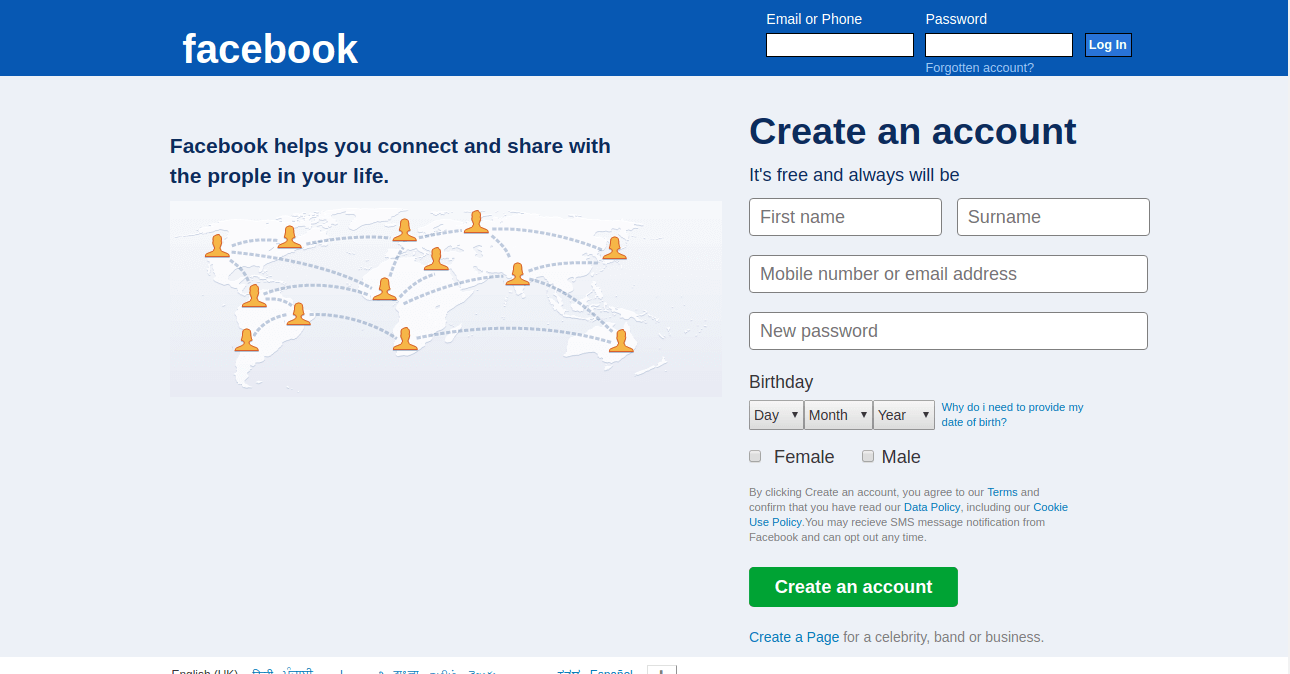 Email or Phone Password
facebook
Log In
Forgotten account?
Create an account
Facebook helps you connect and share with
the prople in your life.
It's free and always will be
First name Surname
Mobile number or email address
New password
Birthday
Day Month Year
Why do i need to provide my
date of birth?
Female Male
By clicking Create an account, you agree to our Terms and
confirm that you have read our Data Policy, including our Cookie
Use Policy.You may recieve SMS message notification from
Facebook and can opt out any time.
Create an account
Create a Page for a celebrity, band or business.
English (UK) Español